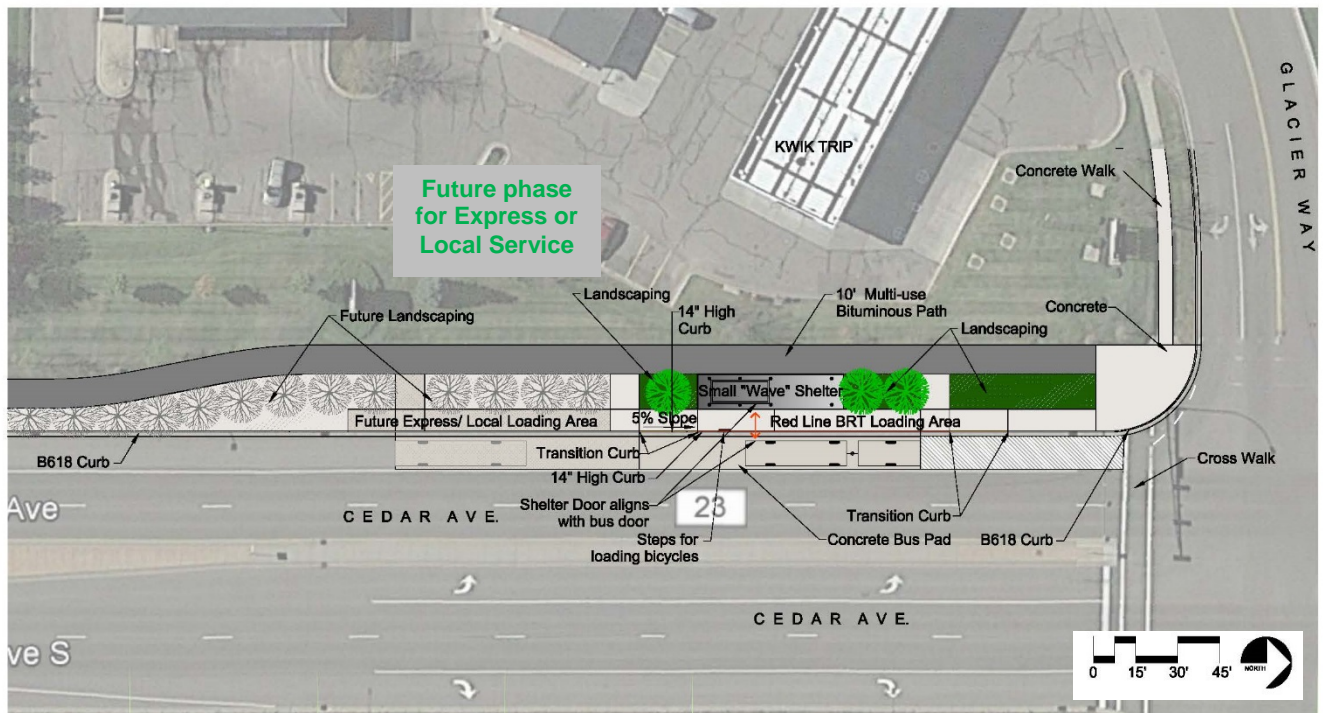 GLACIER WAY
KWIK TRIP
Concrete Walk
Future phase
for Express or
Local Service
Landscaping
14" High
Curb
10' Multi-use
Bituminous Path
Concrete
Future Landscaping
Landscaping
Small "Wave" Shelter
Future Express/ Local Loading Area
5% Slope
Red Line BRT Loading Area
B618 Curb
Transition Curb
14" High Curb
Cross Walk
Shelter Door aligns
with bus door
23
Transition Curb
Ave
CEDAR AVE.
Steps for
loading bicycles
Concrete Bus Pad
B618 Curb
CEDAR AVE.
ve S
0 15' 30' 45'
NORTH